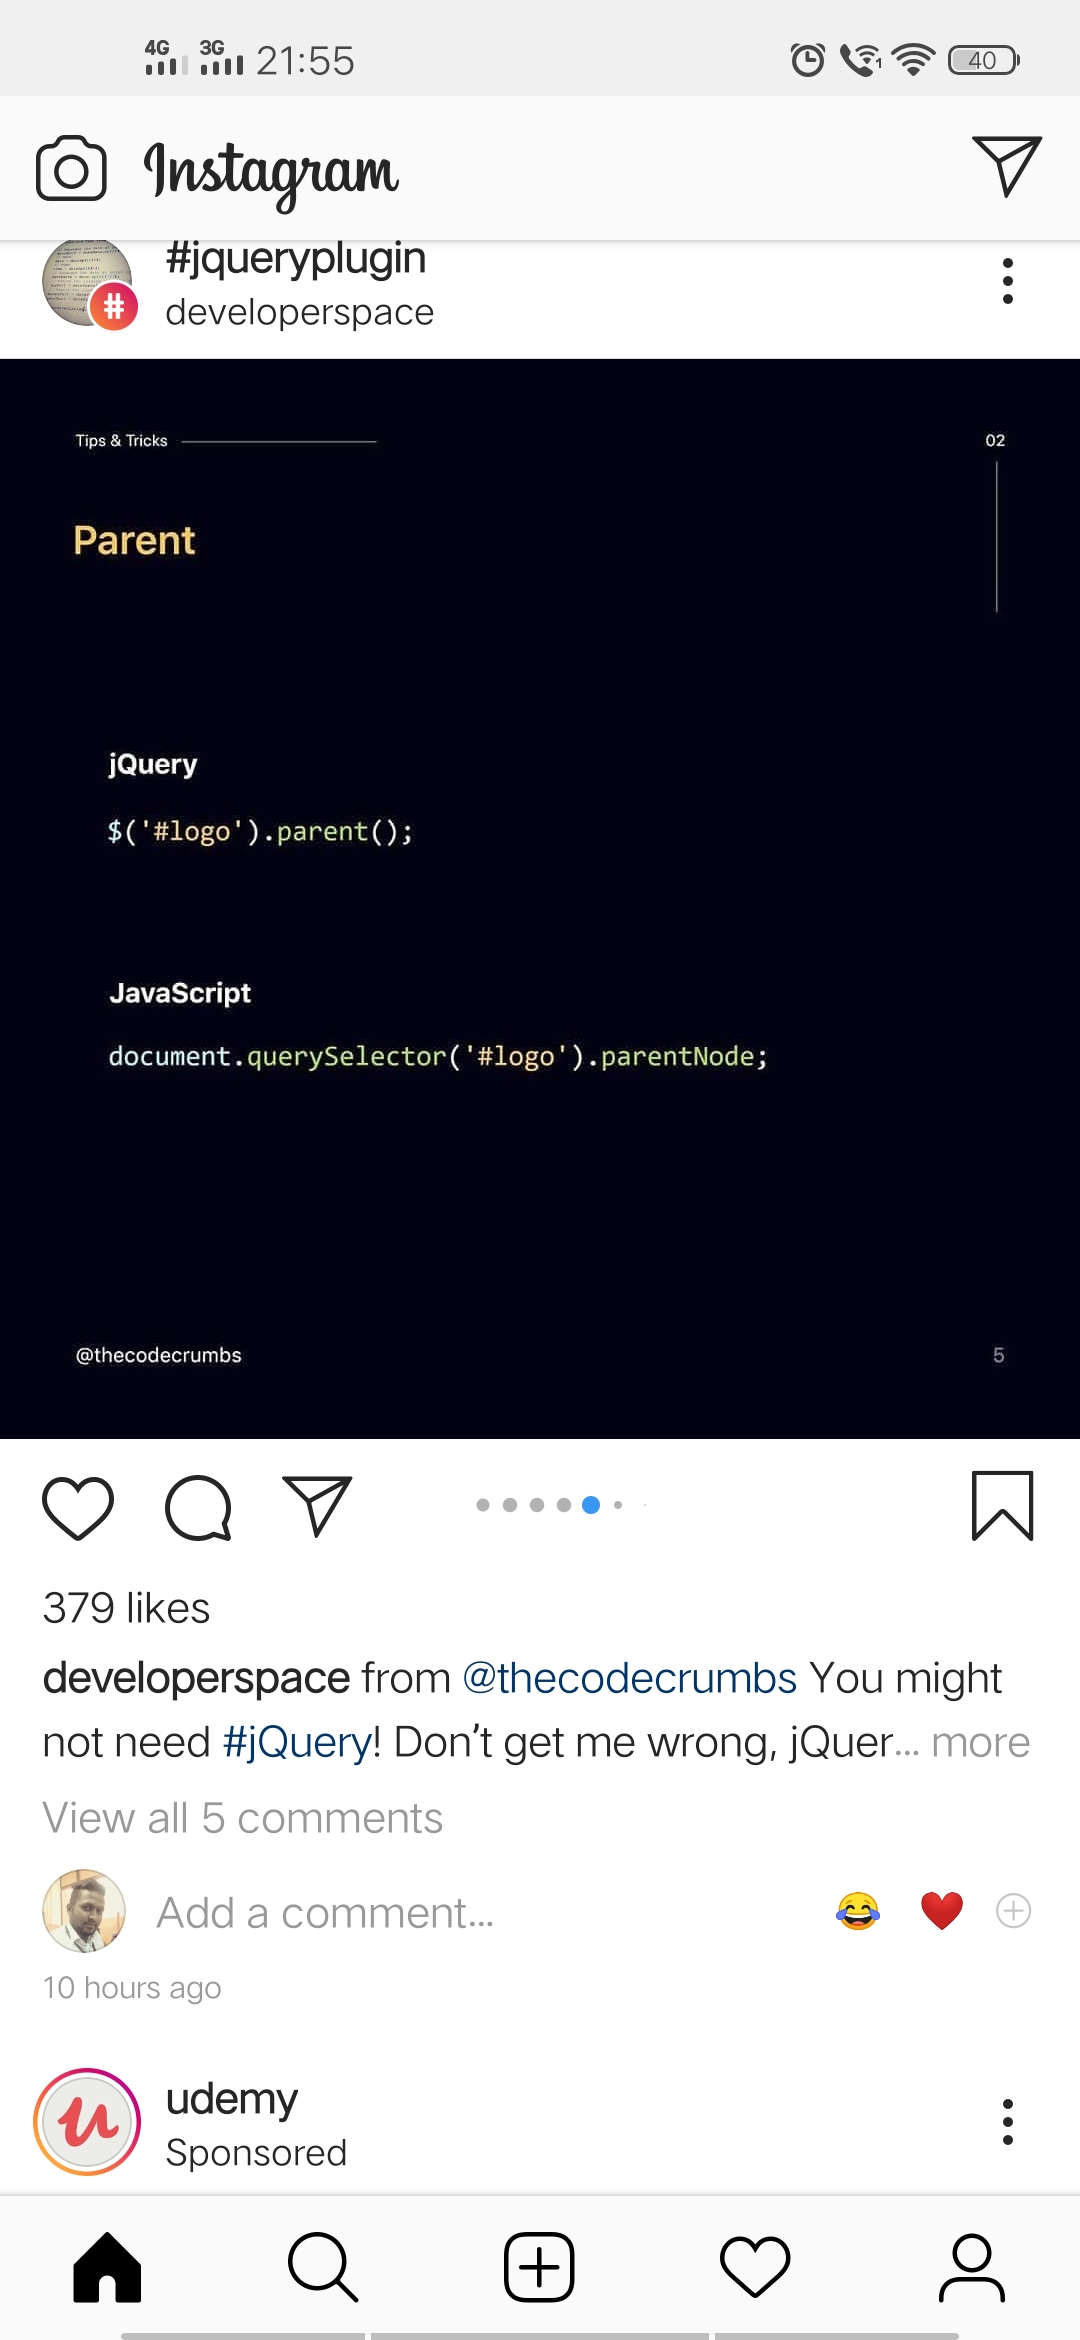 4G 3G 21:55 1 40
Instagram
#jqueryplugin
#
developerspace
Tips & Tricks 02
Parent
jQuery
$('#logo').parent();
JavaScript
document.querySelector('#logo').parentNode;
@thecodecrumbs 5
379 likes
developerspace from @thecodecrumbs You might
not need #jQuery! Don’t get me wrong, jQuer... more
View all 5 comments
Add a comment...
10 hours ago
udemy
Sponsored